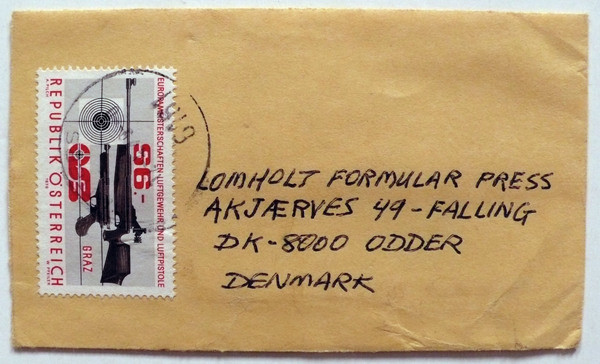 REPUBLIK ÖSTERREICH
S6.-
GRAZ
EUROPAMEISTERSCHAFTEN LUFTGEWEHR UND LUFTPISTOLE
LOMHOLT FORMULAR PRESS
AKJÆRVES 49-FALLING
DK-8000 ODDER
DENMARK